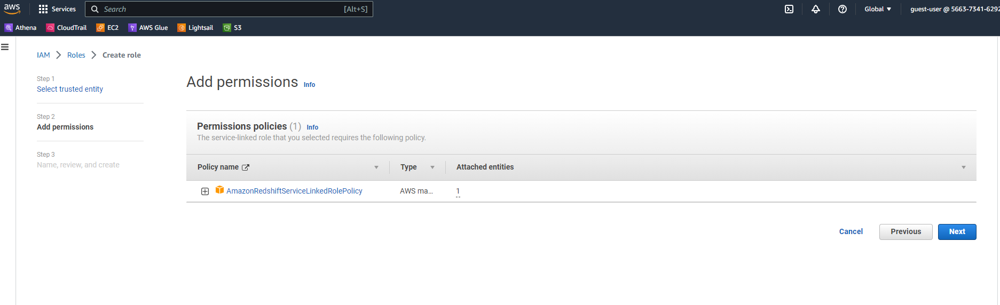 aws Services Search [Alt+S] Global guest-user @ 5663-7341-6292
Athena CloudTrail EC2 AWS Glue Lightsail S3
IAM Roles Create role
Step 1
Select trusted entity
Step 2
Add permissions
Step 3
Name, review, and create
Add permissions Info
Permissions policies (1) Info
The service-linked role that you selected requires the following policy.
Policy name Type Attached entities
AmazonRedshiftServiceLinkedRolePolicy AWS ma... 1
Cancel Previous Next